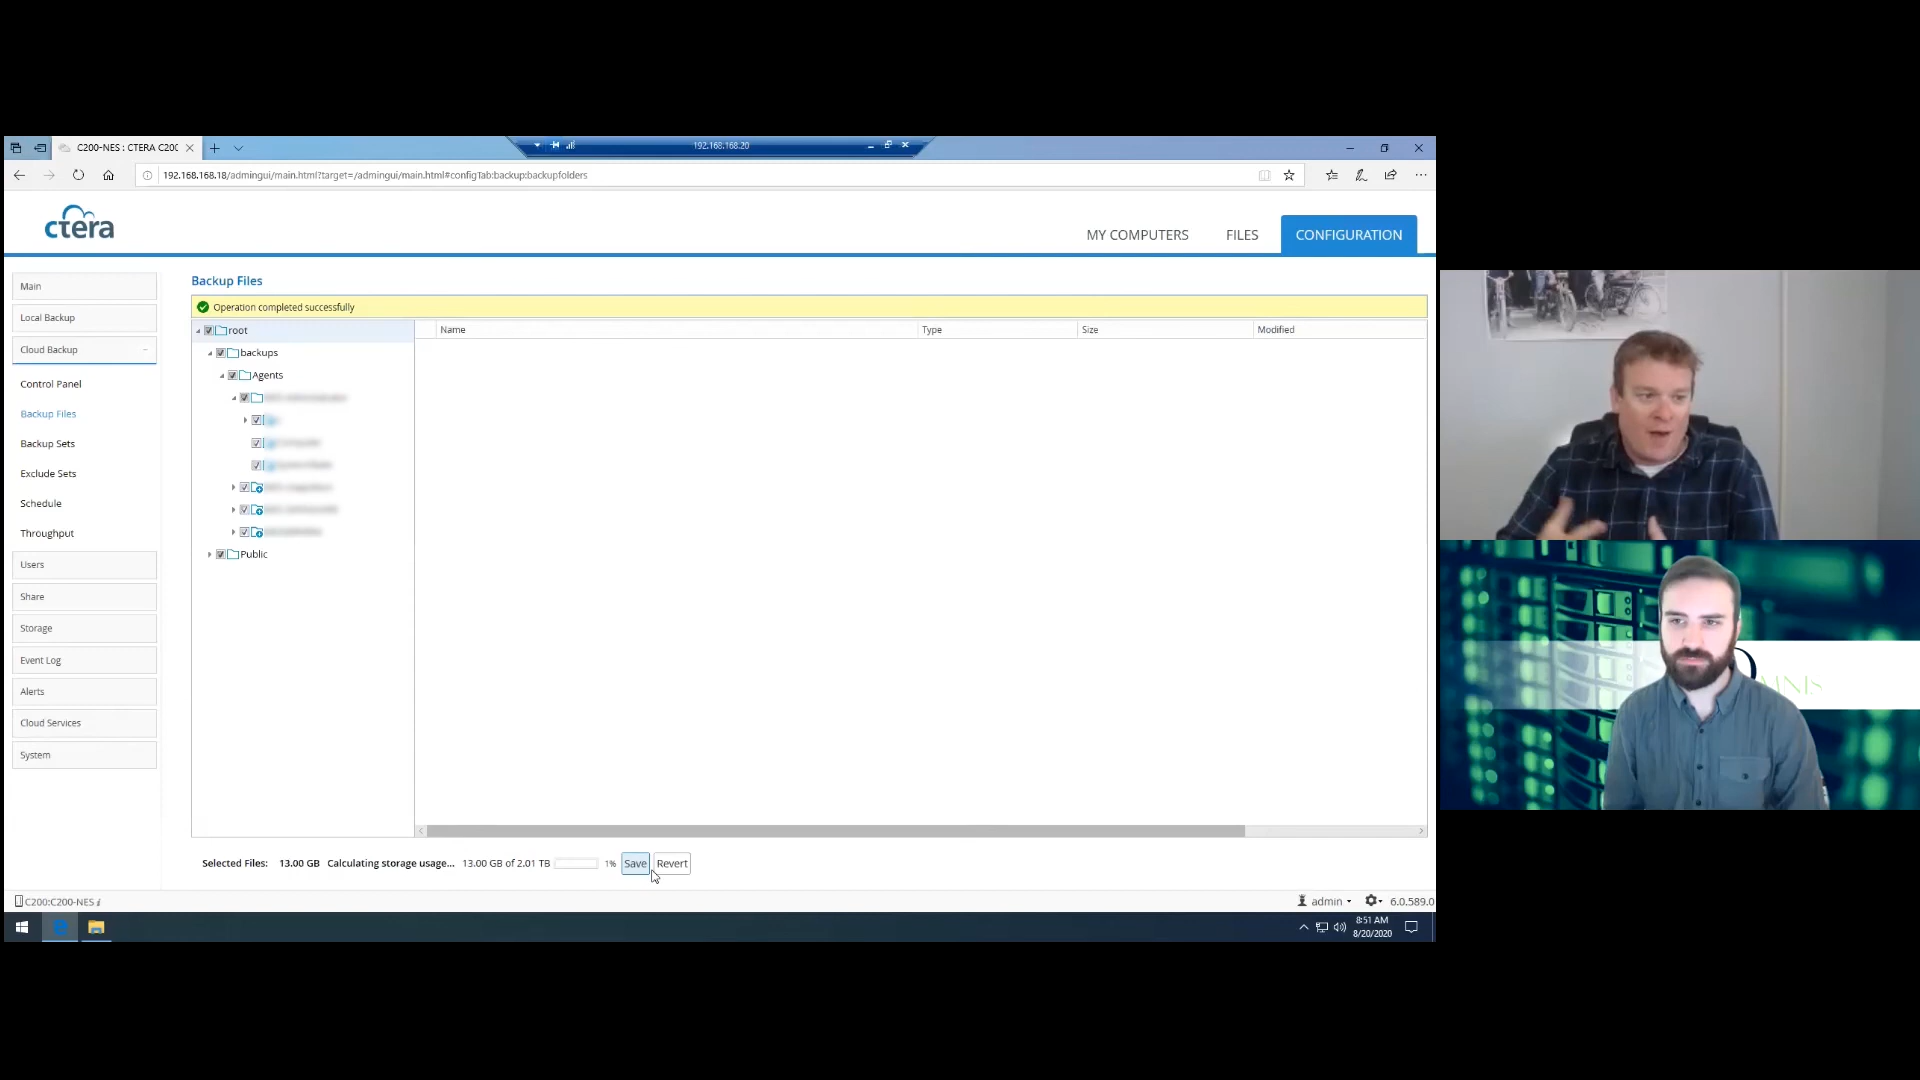 C200-NES : CTERA C200
192.168.168.20
192.168.168.18/admingui/main.html?target=/admingui/main.html#configTab:backup:backupfolders
ctera
MY COMPUTERS
FILES
CONFIGURATION
Main
Local Backup
Cloud Backup
Control Panel
Backup Files
Backup Sets
Exclude Sets
Schedule
Throughput
Users
Share
Storage
Event Log
Alerts
Cloud Services
System
Backup Files
Operation completed successfully
root
backups
Agents
Public
Name Type Size Modified
Selected Files: 13.00 GB Calculating storage usage... 13.00 GB of 2.01 TB 1% Save Revert
C200:C200-NES
admin 6.0.589.0
8:51 AM
8/20/2020